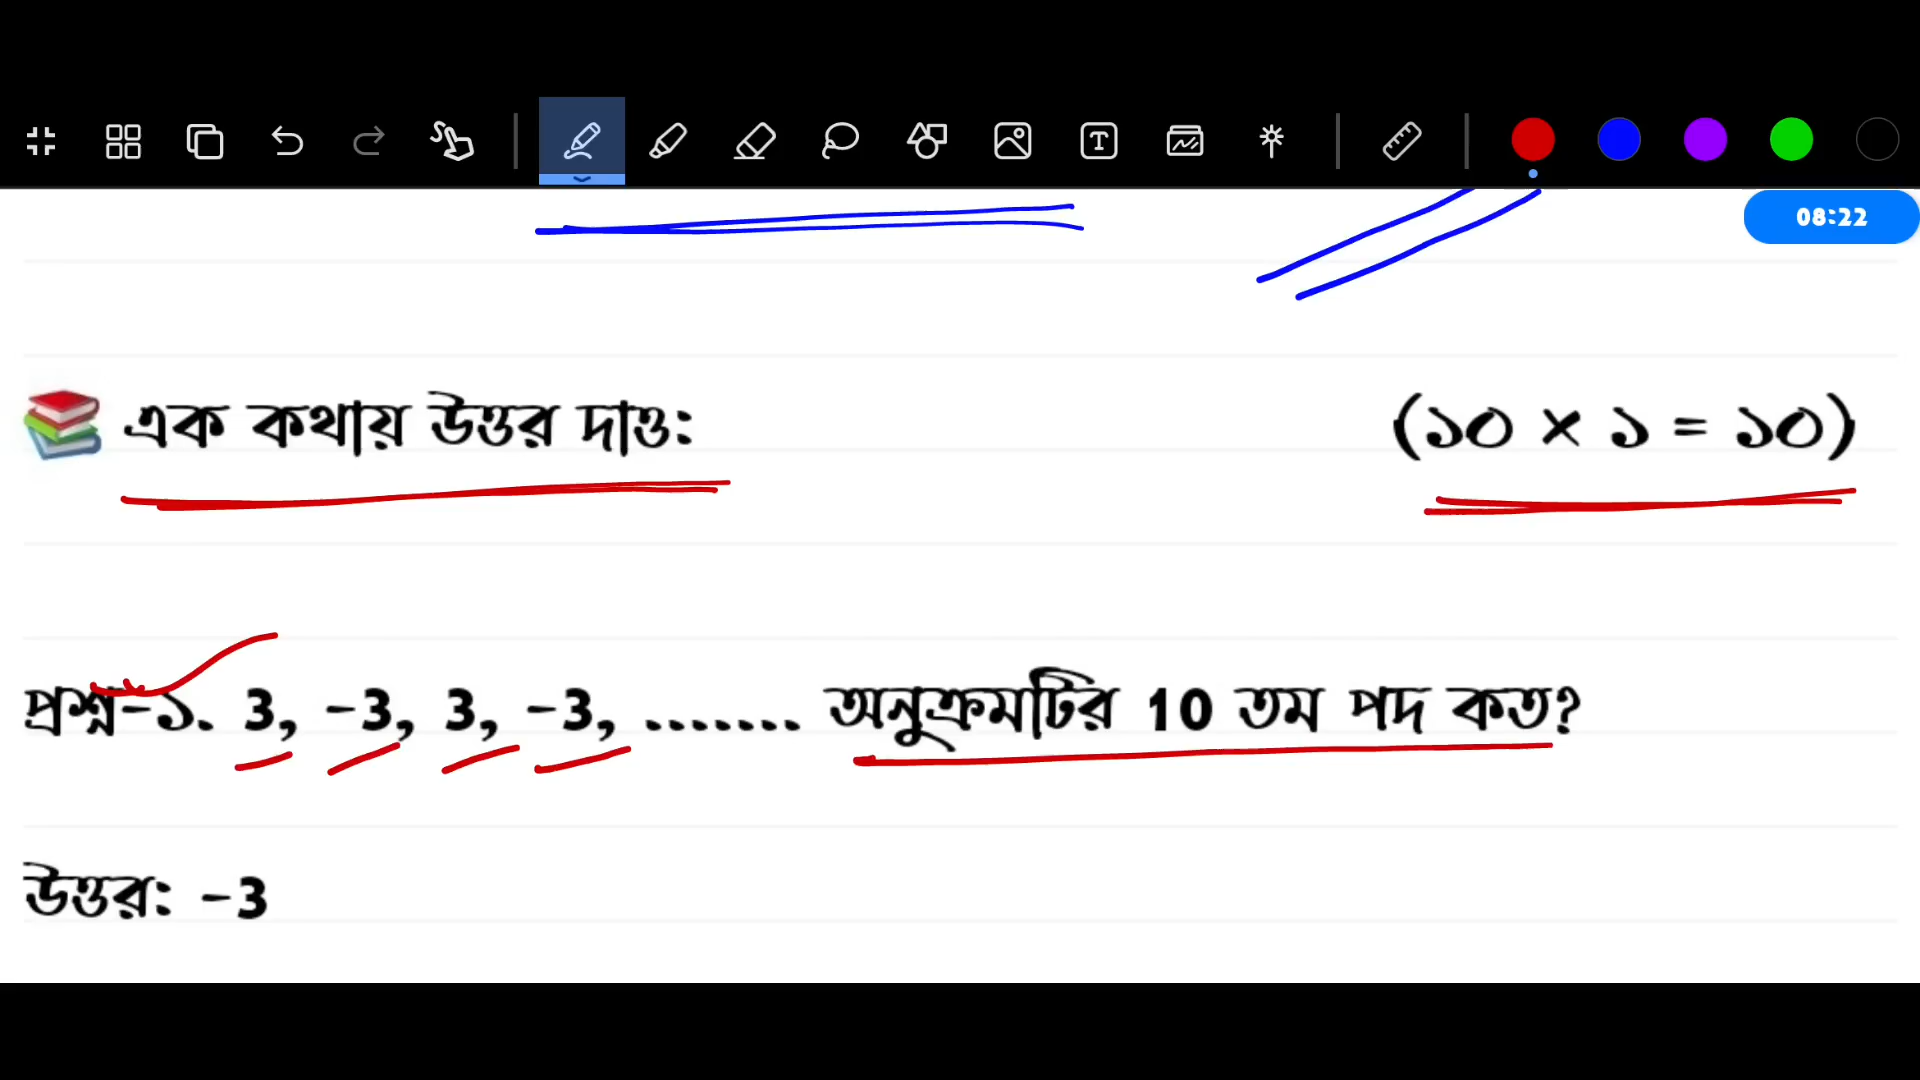 08:22
এক কথায় উত্তর দাও: (১০ × ১ = ১০)
প্রশ্ন-১. 3, -3, 3, -3, ....... অনুক্রমটির 10 তম পদ কত?
উত্তর: -3